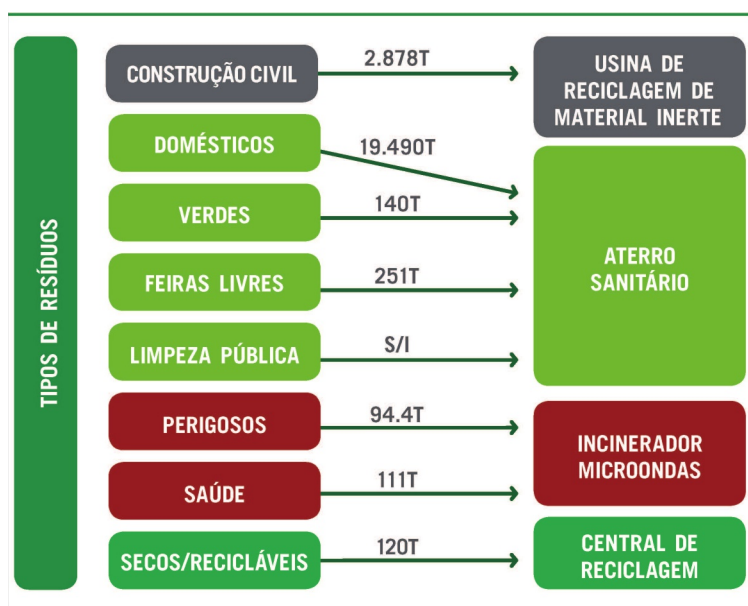 TIPOS DE RESÍDUOS
CONSTRUÇÃO CIVIL
2.878T
USINA DE
RECICLAGEM DE
MATERIAL INERTE
DOMÉSTICOS
19.490T
VERDES
140T
FEIRAS LIVRES
251T
LIMPEZA PÚBLICA
S/I
ATERRO
SANITÁRIO
PERIGOSOS
94.4T
SAÚDE
111T
INCINERADOR
MICROONDAS
SECOS/RECICLÁVEIS
120T
CENTRAL DE
RECICLAGEM